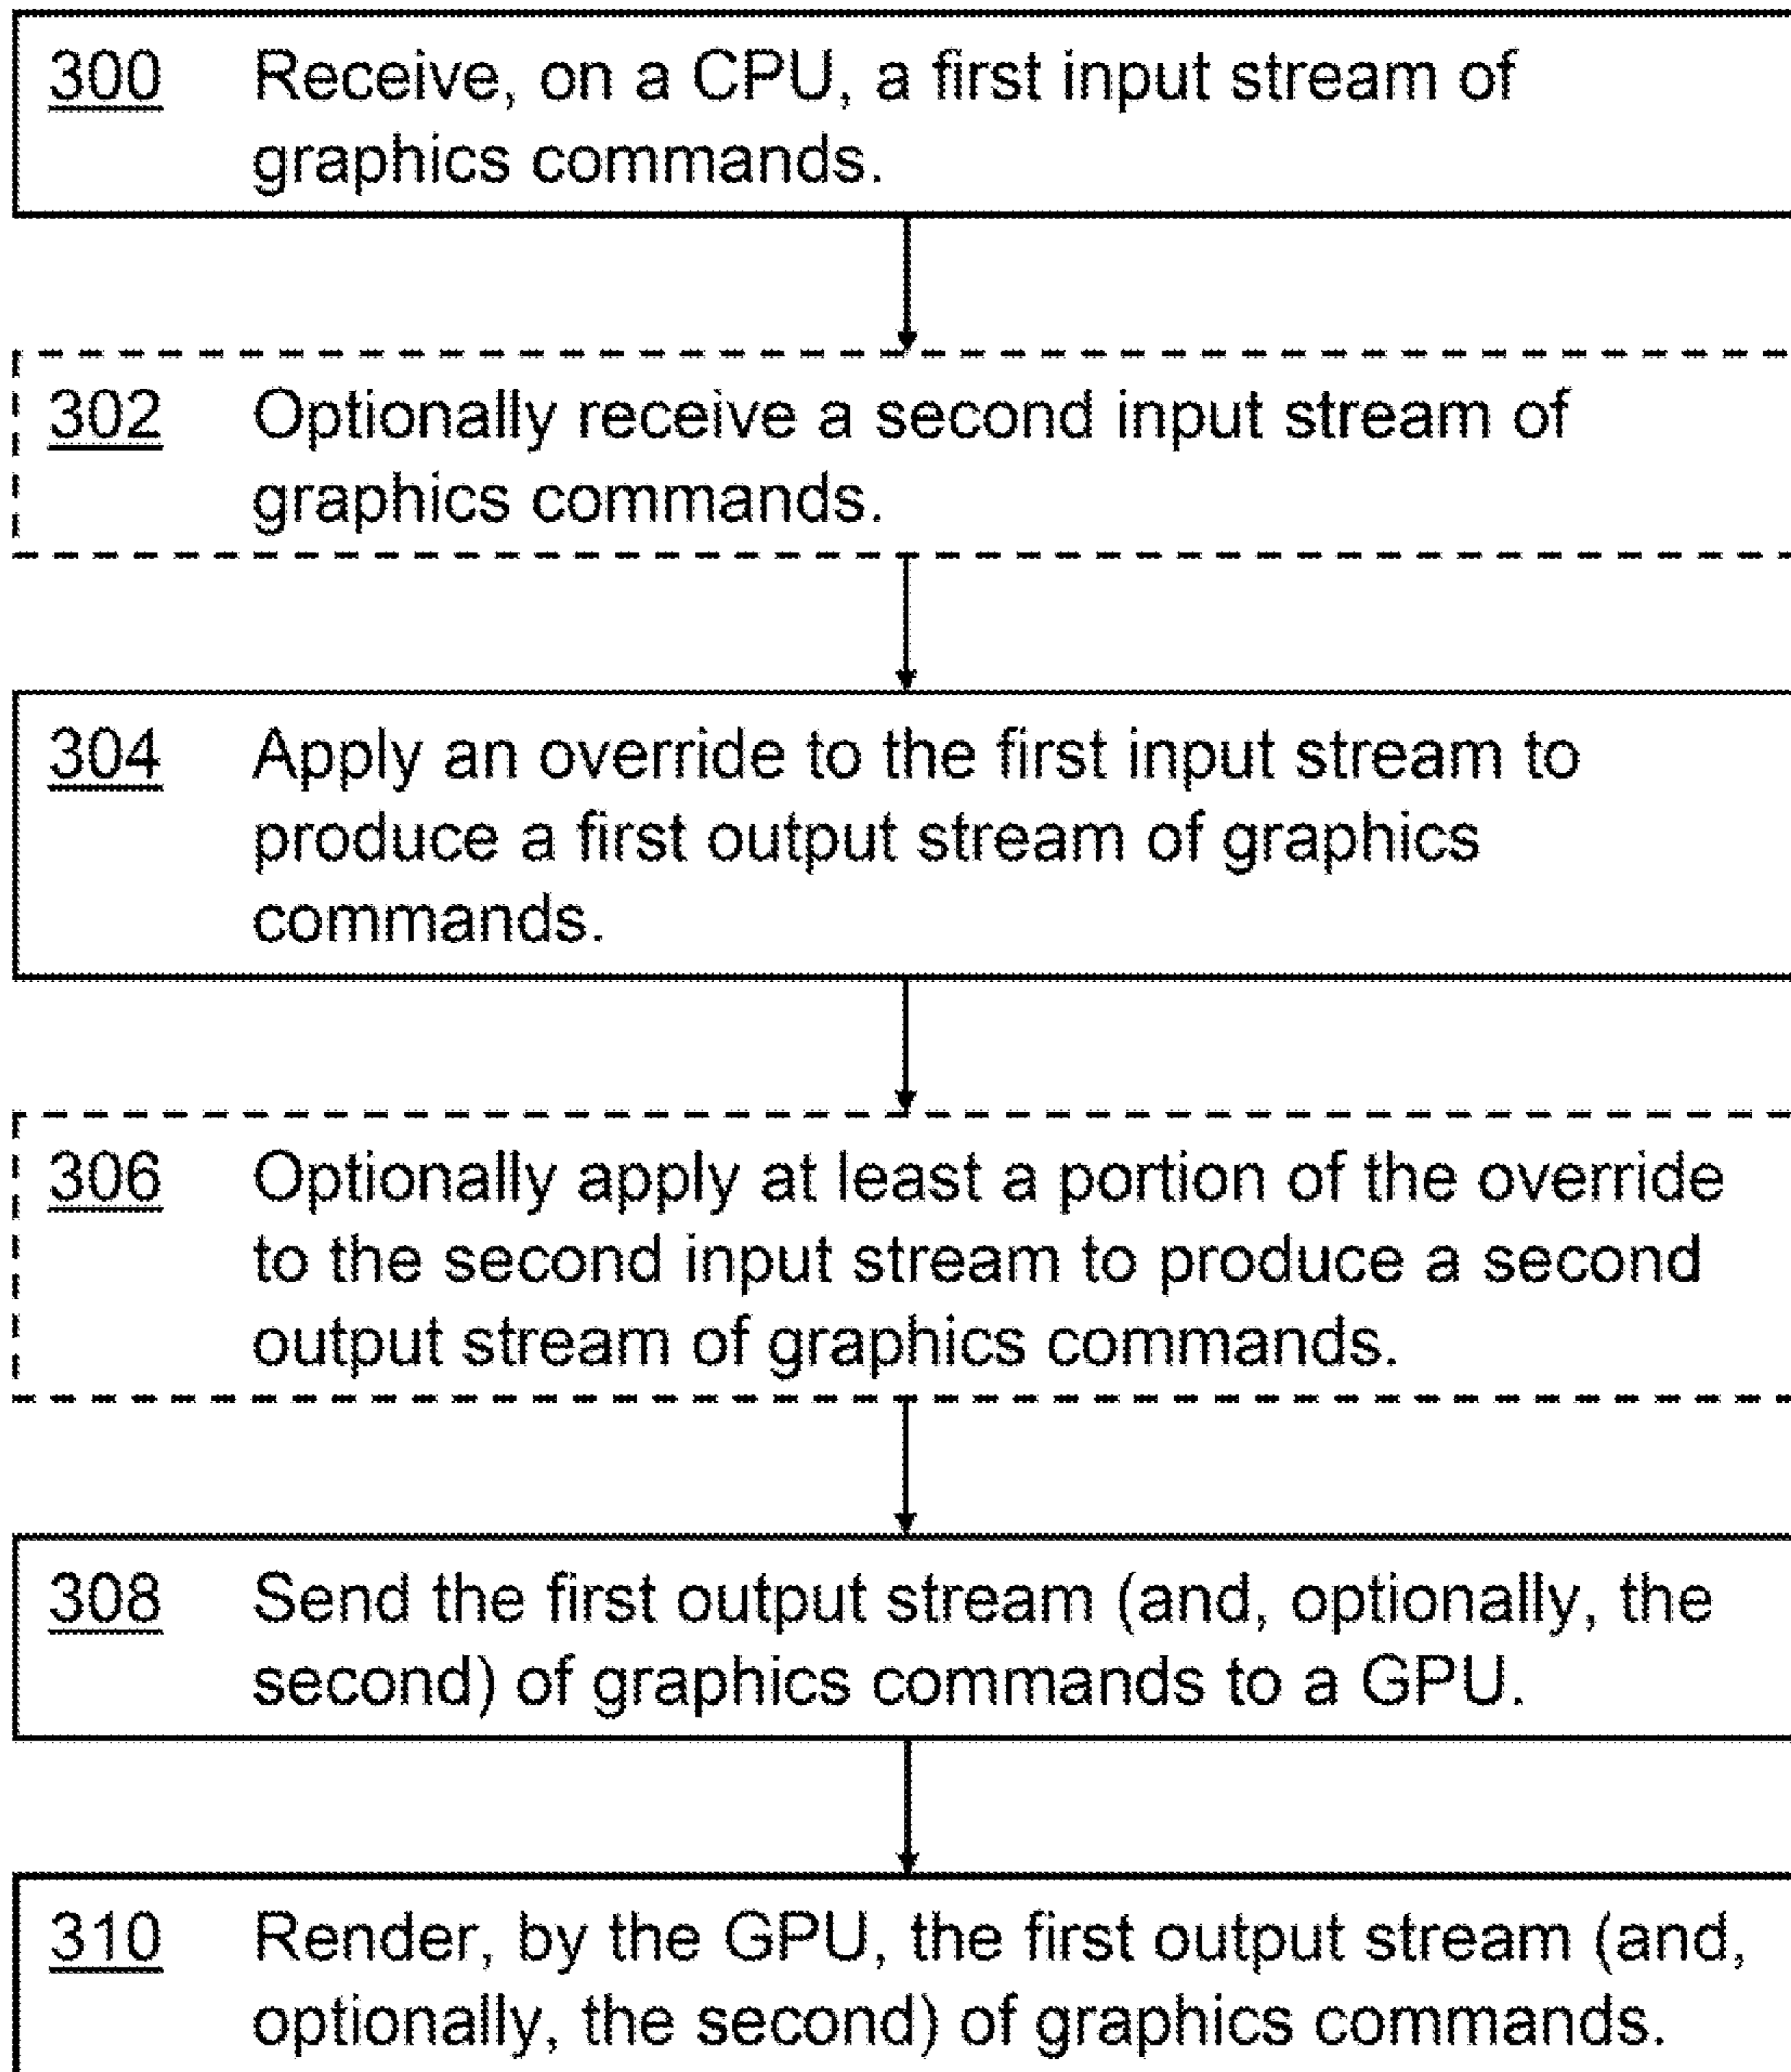 300 Receive, on a CPU, a first input stream of
graphics commands.
302 Optionally receive a second input stream of
graphics commands.
304 Apply an override to the first input stream to
produce a first output stream of graphics
commands.
306 Optionally apply at least a portion of the override
to the second input stream to produce a second
output stream of graphics commands.
308 Send the first output stream (and, optionally, the
second) of graphics commands to a GPU.
310 Render, by the GPU, the first output stream (and,
optionally, the second) of graphics commands.